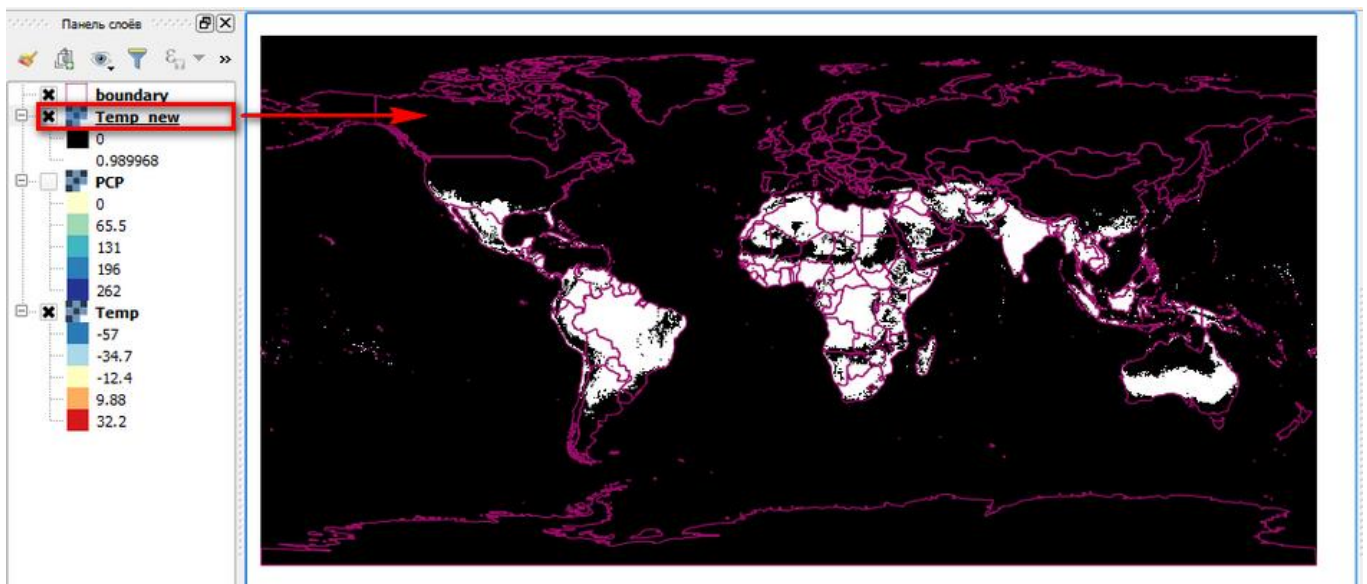 Панель слоёв
»
boundary
Temp_new
0
0.989968
PCP
0
65.5
131
196
262
Temp
-57
-34.7
-12.4
9.88
32.2